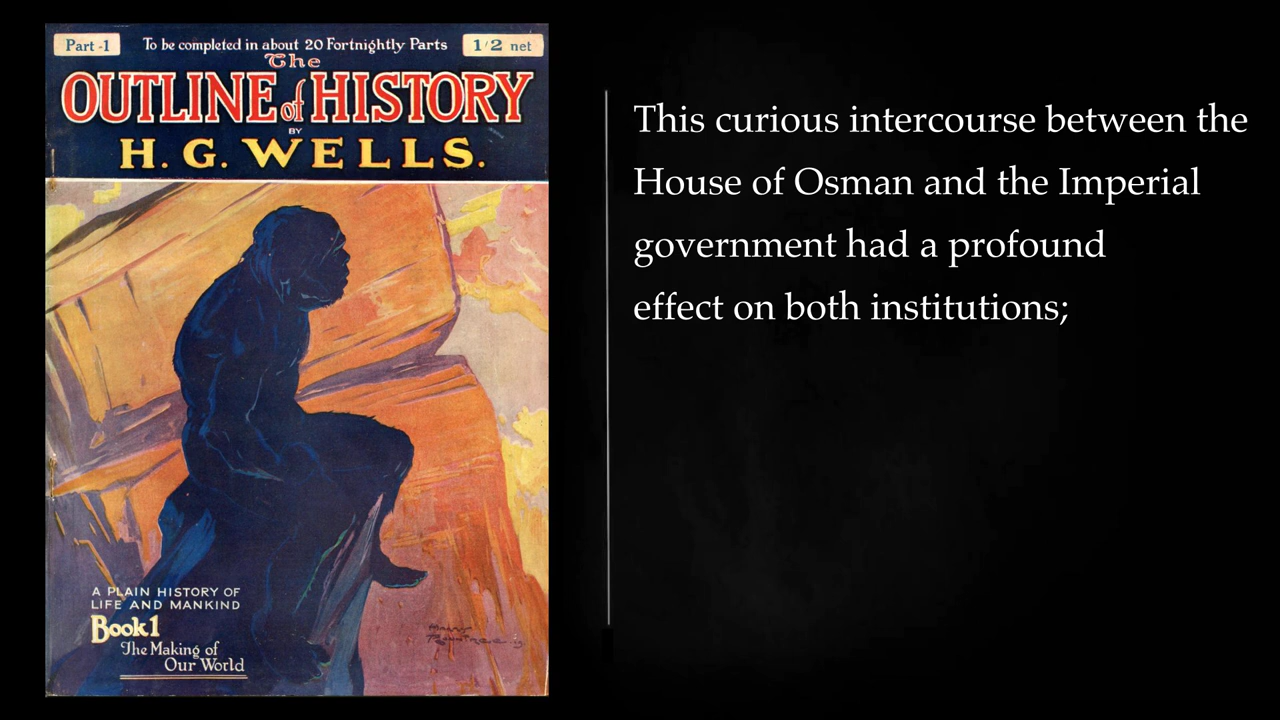 Part -1
To be completed in about 20 Fortnightly Parts
1/2 net
The
OUTLINE of HISTORY
BY
H. G. WELLS.
A PLAIN HISTORY OF
LIFE AND MANKIND
Book 1
The Making of
Our World
This curious intercourse between the
House of Osman and the Imperial
government had a profound
effect on both institutions;